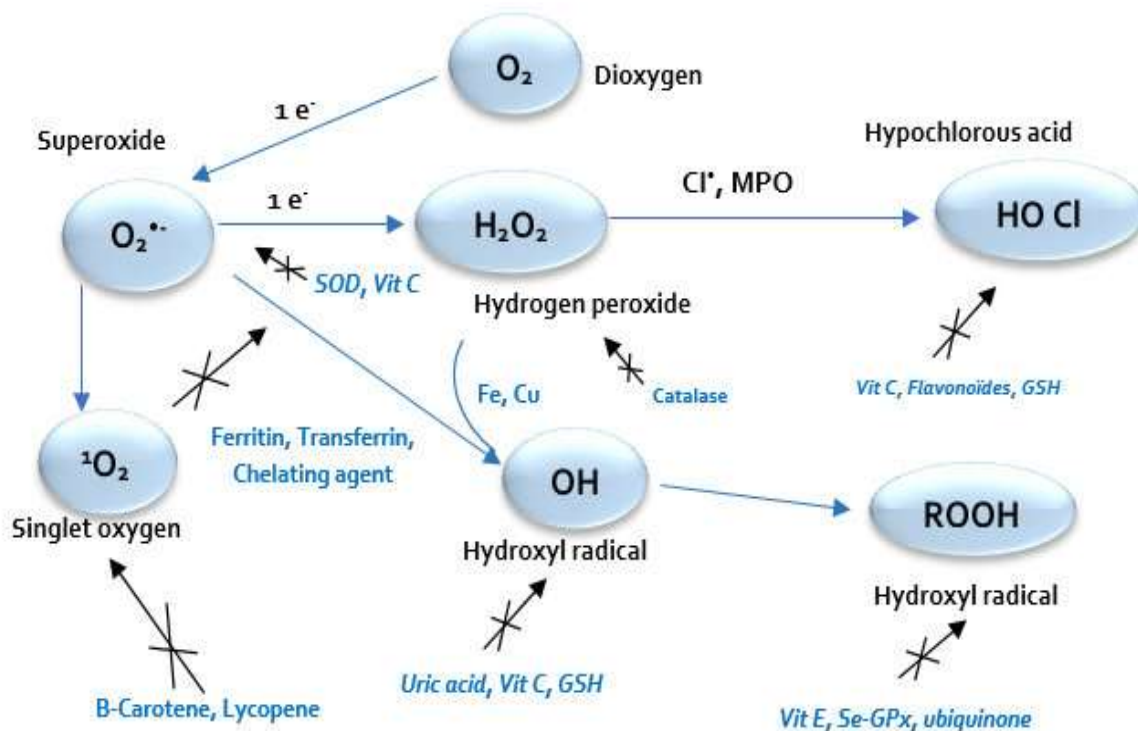 O₂
Dioxygen
1 e⁻
Superoxide
Hypochlorous acid
O₂•-
1 e⁻
H₂O₂
Cl•, MPO
HO Cl
SOD, Vit C
Hydrogen peroxide
Fe, Cu
Catalase
Vit C, Flavonoïdes, GSH
Ferritin, Transferrin,
Chelating agent
¹O₂
Singlet oxygen
OH
Hydroxyl radical
ROOH
Hydroxyl radical
Uric acid, Vit C, GSH
B-Carotene, Lycopene
Vit E, Se-GPx, ubiquinone